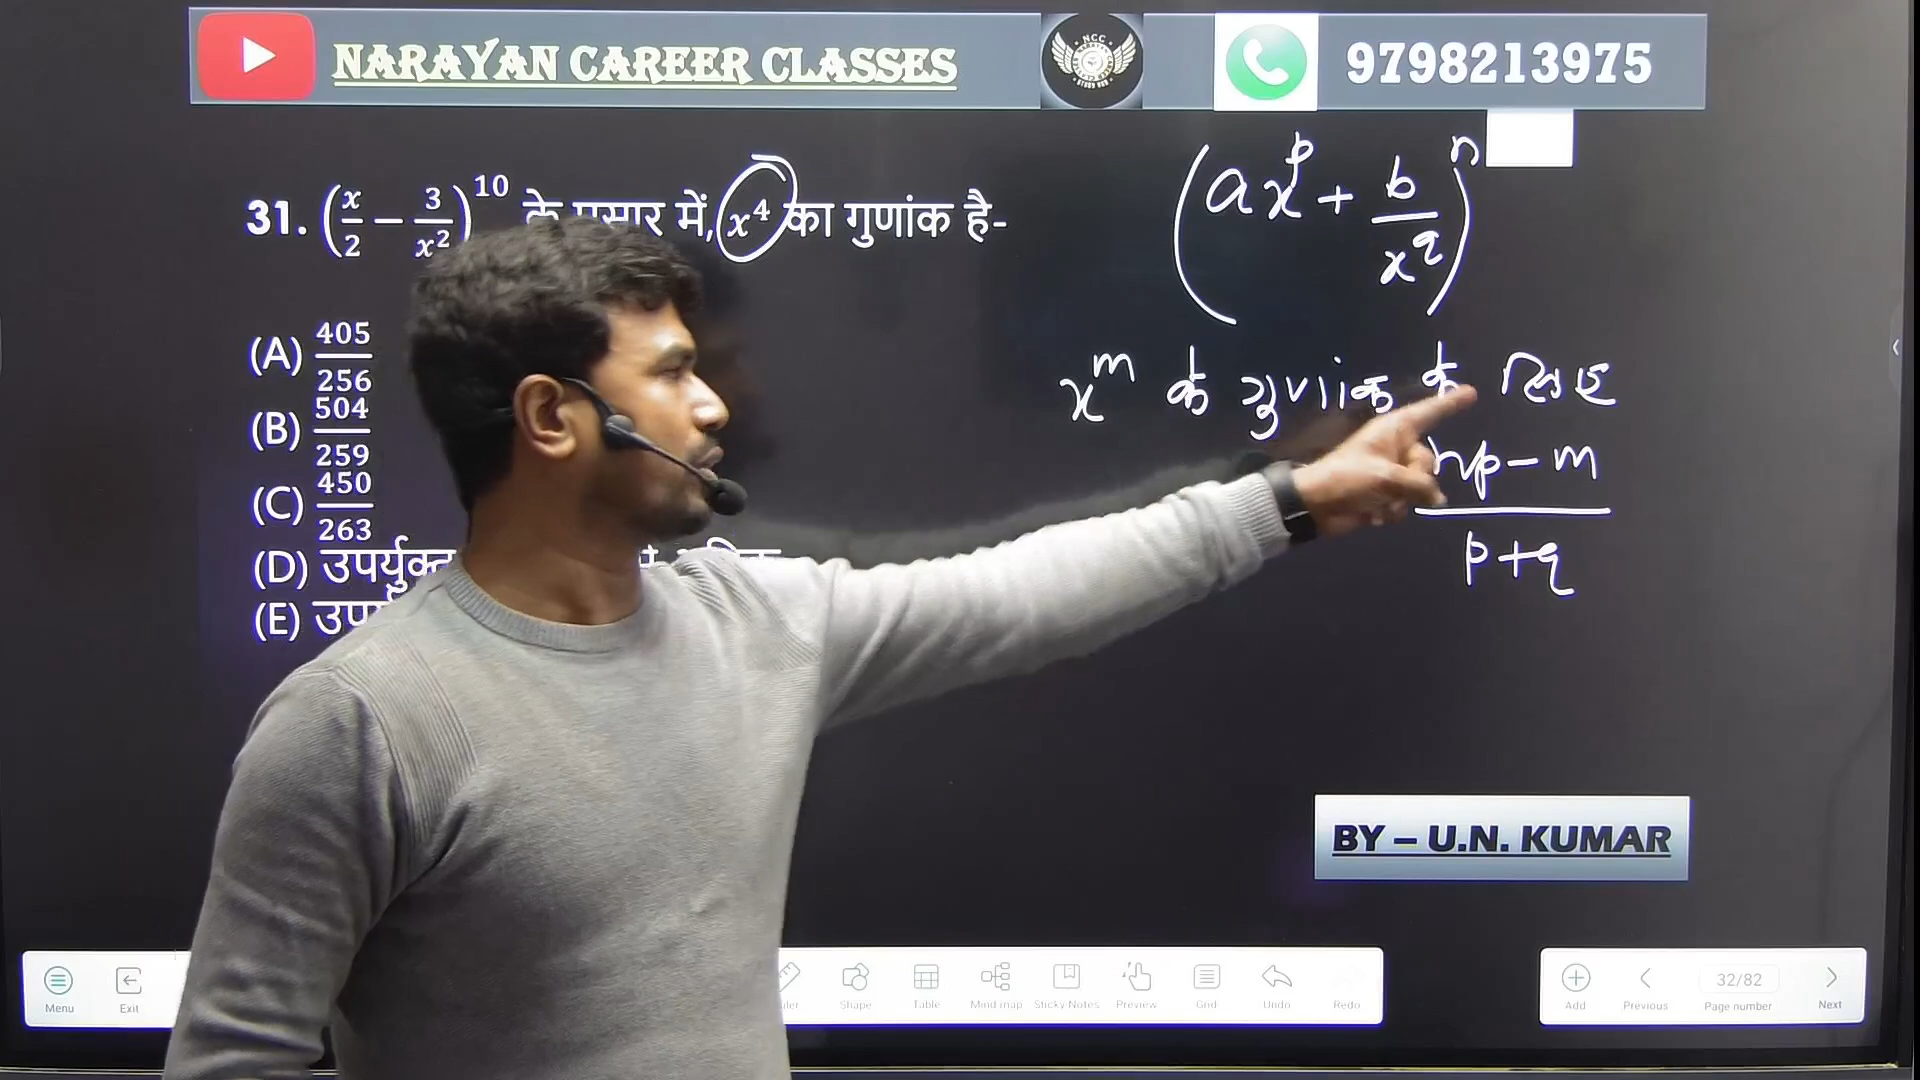 NARAYAN CAREER CLASSES
NCC
9798213975
31. (x/2 − 3/x²)^10 के प्रसार में, x⁴ का गुणांक है-
(A) 405/256
(B) 504/259
(C) 450/263
(D) उपर्युक्त
(E)
(ax^p + b/x^q)^n
x^m के गुणांक के लिए
np − m
p + q
BY – U.N. KUMAR
Menu
Exit
Shape
Table
Mind map
Sticky-Notes
Preview
Grid
Undo
Redo
Add
Previous
32/82
Page number
Next